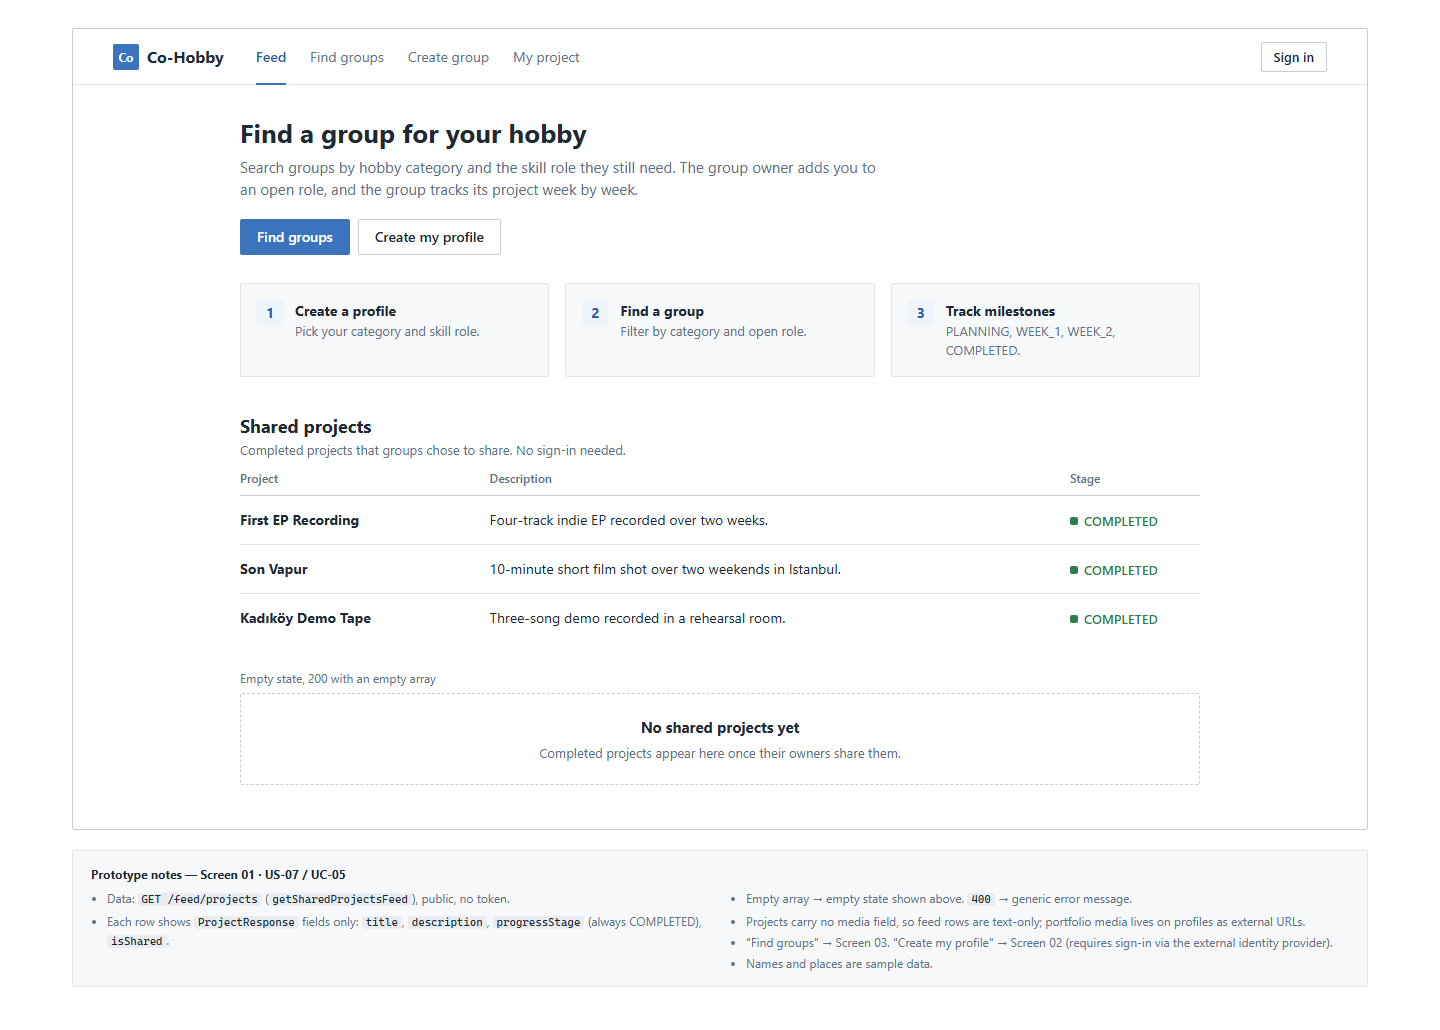 Co Co-Hobby Feed Find groups Create group My project Sign in
Find a group for your hobby
Search groups by hobby category and the skill role they still need. The group owner adds you to
an open role, and the group tracks its project week by week.
Find groups Create my profile
1 Create a profile
Pick your category and skill role.
2 Find a group
Filter by category and open role.
3 Track milestones
PLANNING, WEEK_1, WEEK_2,
COMPLETED.
Shared projects
Completed projects that groups chose to share. No sign-in needed.
Project Description Stage
First EP Recording Four-track indie EP recorded over two weeks. COMPLETED
Son Vapur 10-minute short film shot over two weekends in Istanbul. COMPLETED
Kadıköy Demo Tape Three-song demo recorded in a rehearsal room. COMPLETED
Empty state, 200 with an empty array
No shared projects yet
Completed projects appear here once their owners share them.
Prototype notes — Screen 01 · US-07 / UC-05
• Data: GET /feed/projects (getSharedProjectsFeed), public, no token.
• Each row shows ProjectResponse fields only: title, description, progressStage (always COMPLETED),
isShared.
• Empty array → empty state shown above. 400 → generic error message.
• Projects carry no media field, so feed rows are text-only; portfolio media lives on profiles as external URLs.
• "Find groups" → Screen 03. "Create my profile" → Screen 02 (requires sign-in via the external identity provider).
• Names and places are sample data.